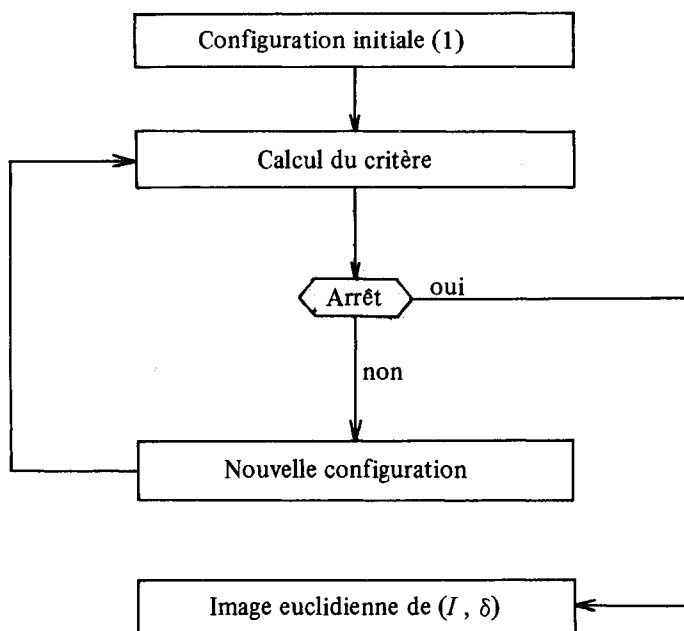 Configuration initiale (1)
Calcul du critère
Arrêt
oui
non
Nouvelle configuration
Image euclidienne de (I , δ)